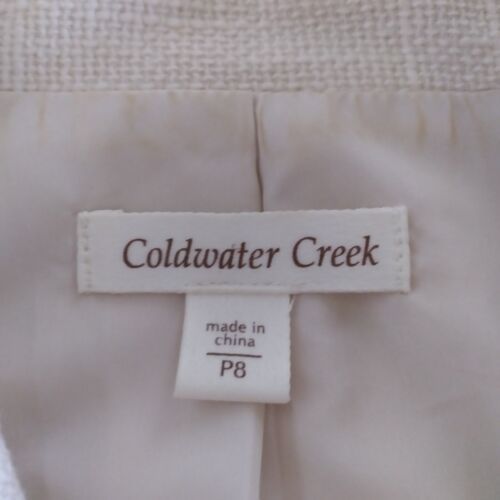 Coldwater Creek
made in
china
P8